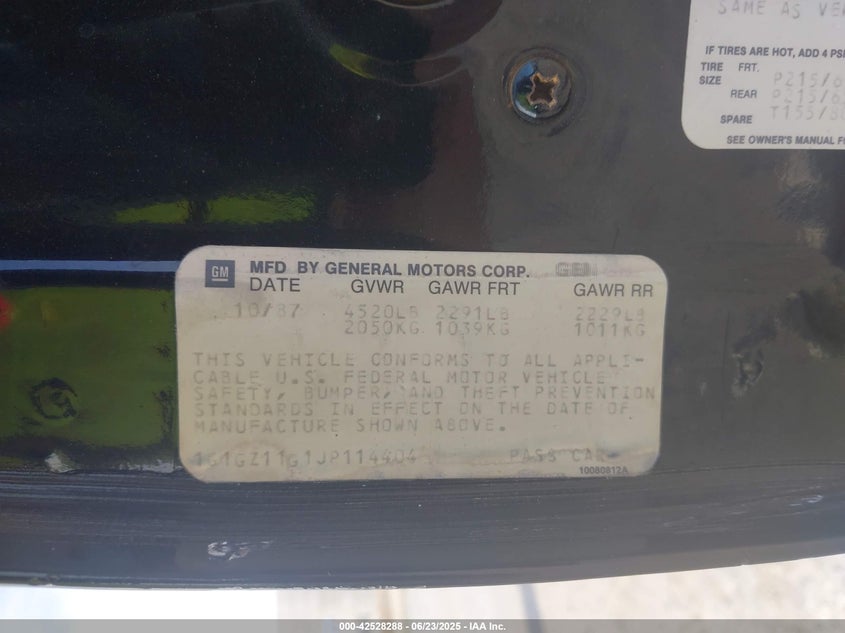 SAME AS VE
IF TIRES ARE HOT, ADD 4 PSI
TIRE FRT. P215/6
SIZE
REAR P215/6
SPARE T155/80
SEE OWNER'S MANUAL FO
GM MFD BY GENERAL MOTORS CORP.
DATE GVWR GAWR FRT GAWR RR
10/87 4520LB 2291LB 2229LB
2050KG 1039KG 1011KG
THIS VEHICLE CONFORMS TO ALL APPLI-
CABLE U.S. FEDERAL MOTOR VEHICLE
SAFETY, BUMPER, AND THEFT PREVENTION
STANDARDS IN EFFECT ON THE DATE OF
MANUFACTURE SHOWN ABOVE.
1G1GZ11G1JP114404 PASS CAR
10080812A
000-42528288 - 06/23/2025 - IAA Inc.